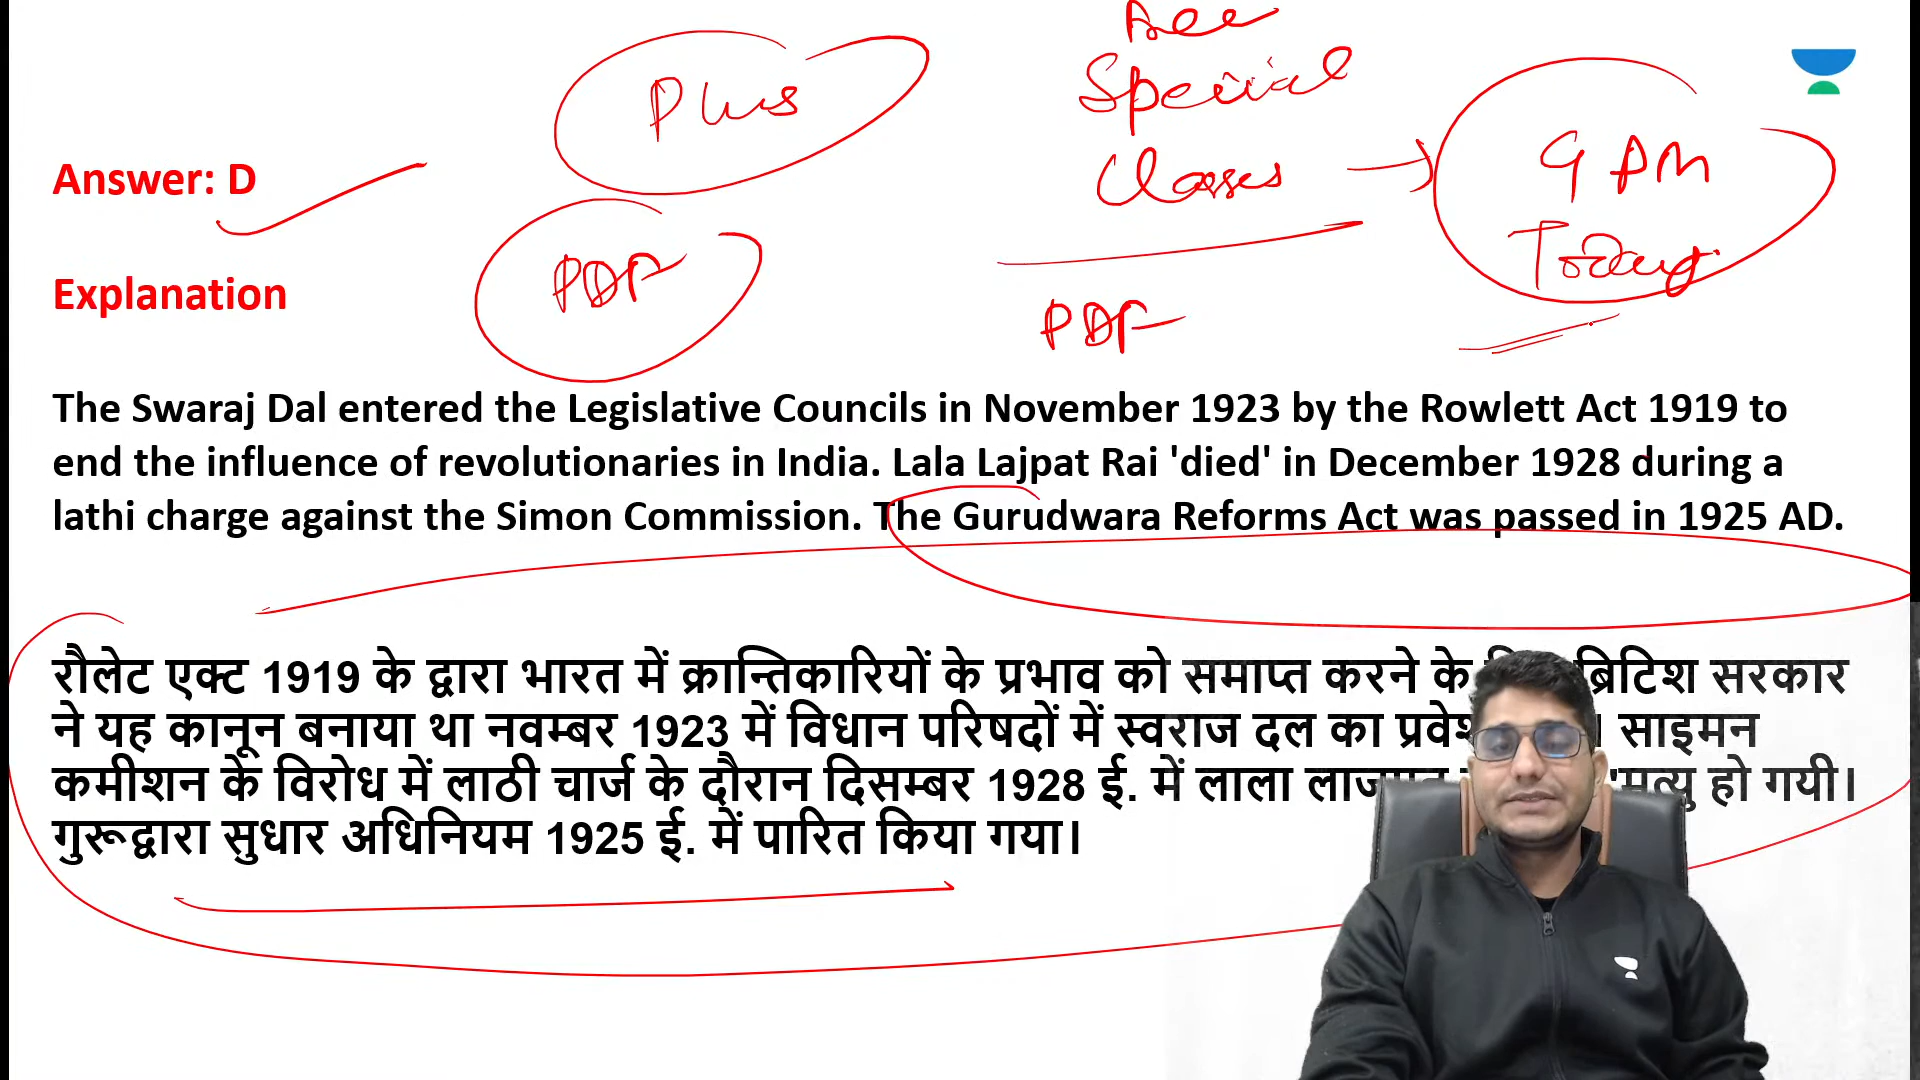 All
Special
Classes
9 PM
Today
Plus
PDF
PDF
Answer: D
Explanation
The Swaraj Dal entered the Legislative Councils in November 1923 by the Rowlett Act 1919 to
end the influence of revolutionaries in India. Lala Lajpat Rai 'died' in December 1928 during a
lathi charge against the Simon Commission. The Gurudwara Reforms Act was passed in 1925 AD.
रौलेट एक्ट 1919 के द्वारा भारत में क्रान्तिकारियों के प्रभाव को समाप्त करने के ब्रिटिश सरकार
ने यह कानून बनाया था नवम्बर 1923 में विधान परिषदों में स्वराज दल का साइमन
कमीशन के विरोध में लाठी चार्ज के दौरान दिसम्बर 1928 ई. में लाला 'मृत्यु हो गयी।
गुरूद्वारा सुधार अधिनियम 1925 ई. में पारित किया गया।